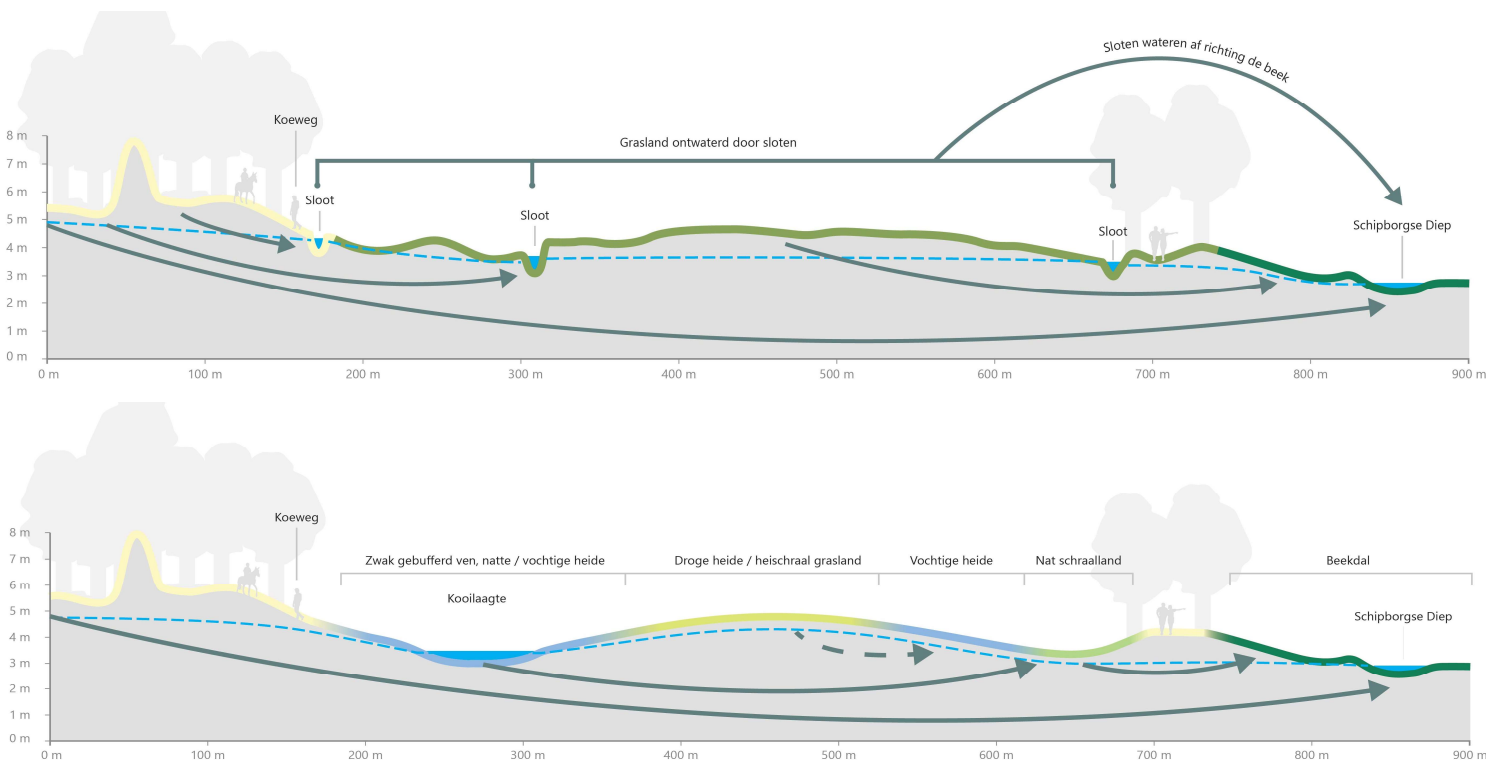 Sloten wateren af richting de beek
Koeweg
Grasland ontwaterd door sloten
Sloot
Sloot
Sloot
Schipborgse Diep
8 m
7 m
6 m
5 m
4 m
3 m
2 m
1 m
0 m
0 m 100 m 200 m 300 m 400 m 500 m 600 m 700 m 800 m 900 m
Koeweg
Zwak gebufferd ven, natte / vochtige heide
Droge heide / heischraal grasland
Vochtige heide
Nat schraalland
Beekdal
Kooilaagte
Schipborgse Diep
8 m
7 m
6 m
5 m
4 m
3 m
2 m
1 m
0 m
0 m 100 m 200 m 300 m 400 m 500 m 600 m 700 m 800 m 900 m